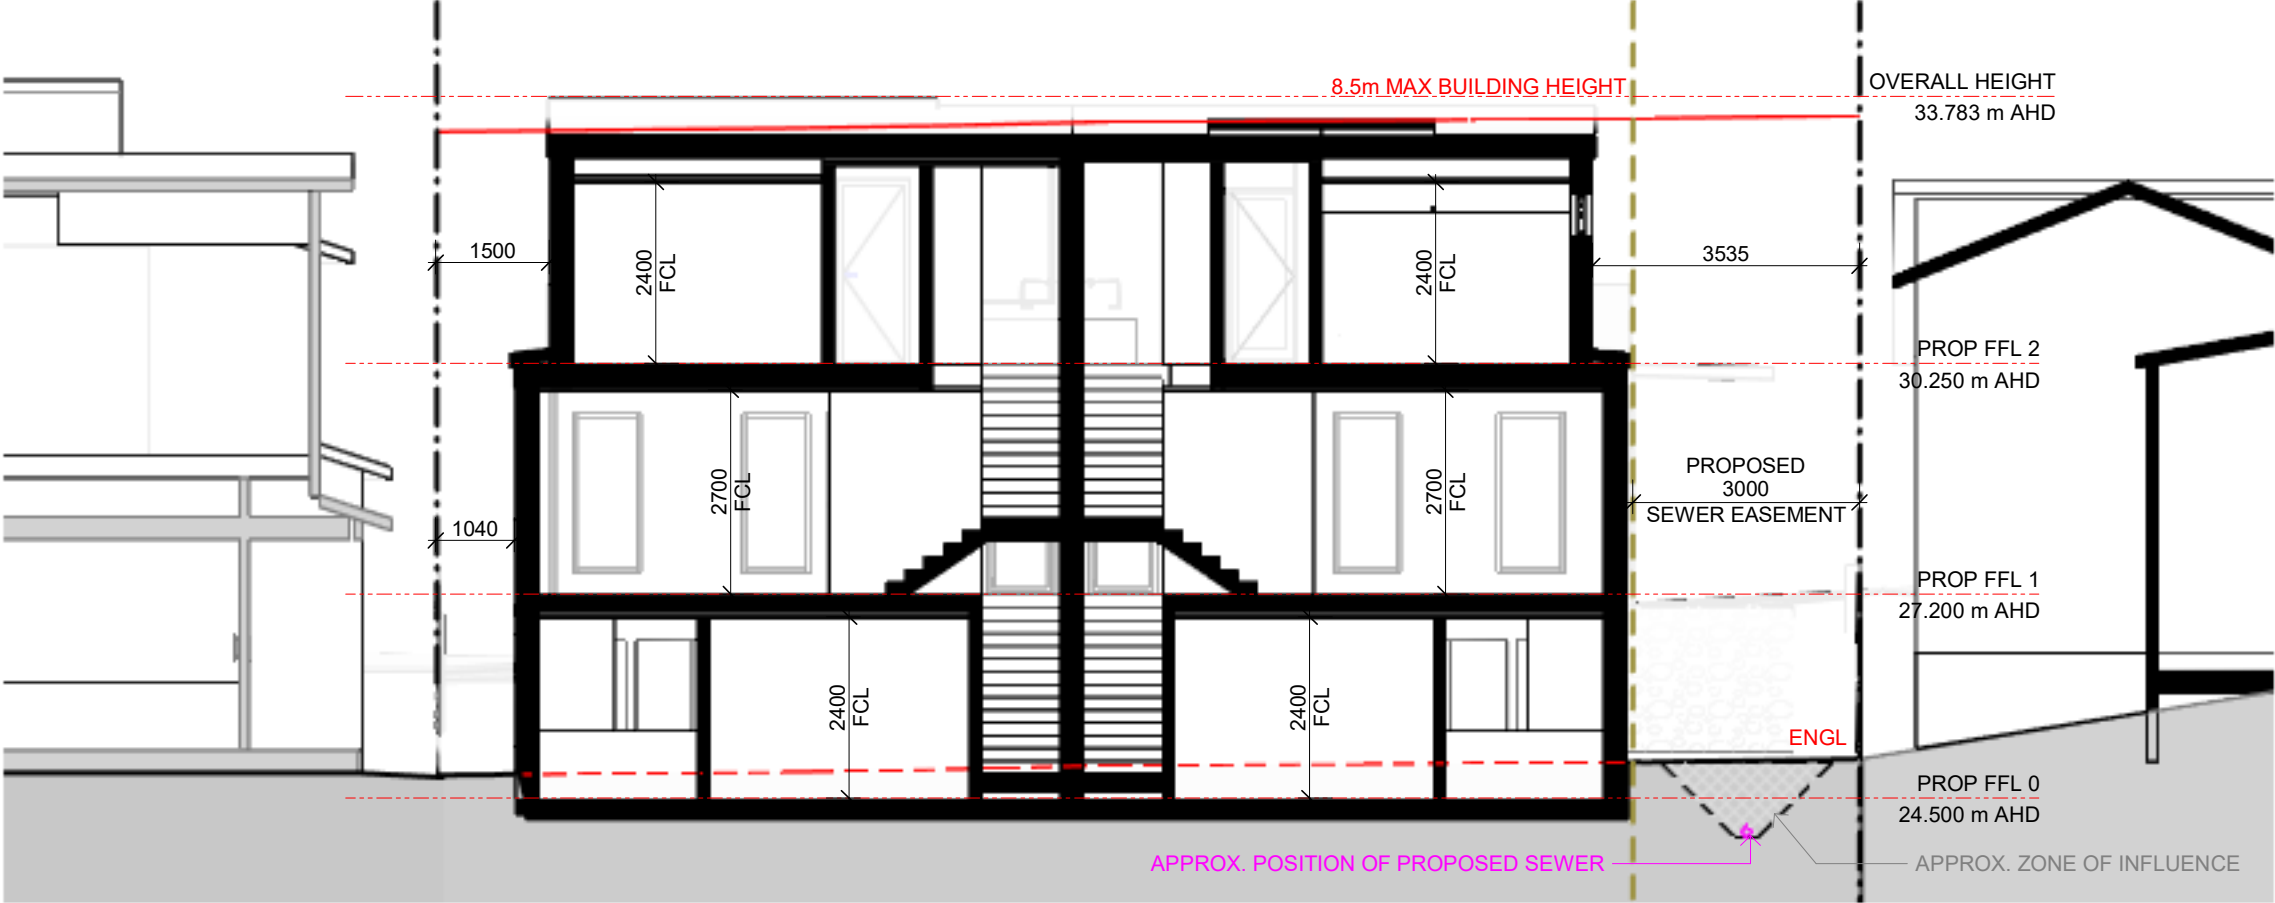 8.5m MAX BUILDING HEIGHT
OVERALL HEIGHT
33.783 m AHD
1500
2400
FCL
2400
FCL
3535
PROP FFL 2
30.250 m AHD
1040
2700
FCL
2700
FCL
PROPOSED
3000
SEWER EASEMENT
PROP FFL 1
27.200 m AHD
2400
FCL
2400
FCL
ENGL
PROP FFL 0
24.500 m AHD
APPROX. POSITION OF PROPOSED SEWER
APPROX. ZONE OF INFLUENCE